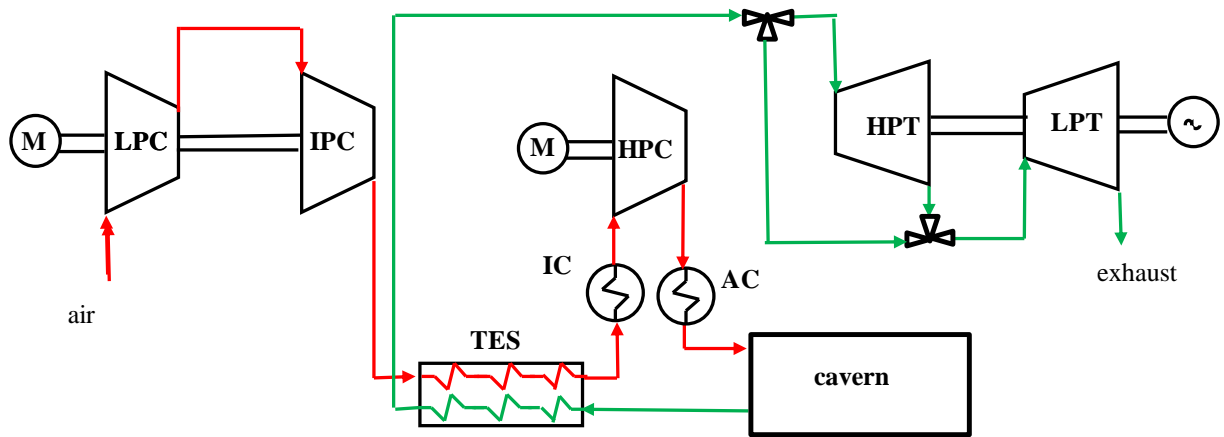 M
LPC
IPC
M
HPC
HPT
LPT
~
IC
AC
exhaust
air
TES
cavern